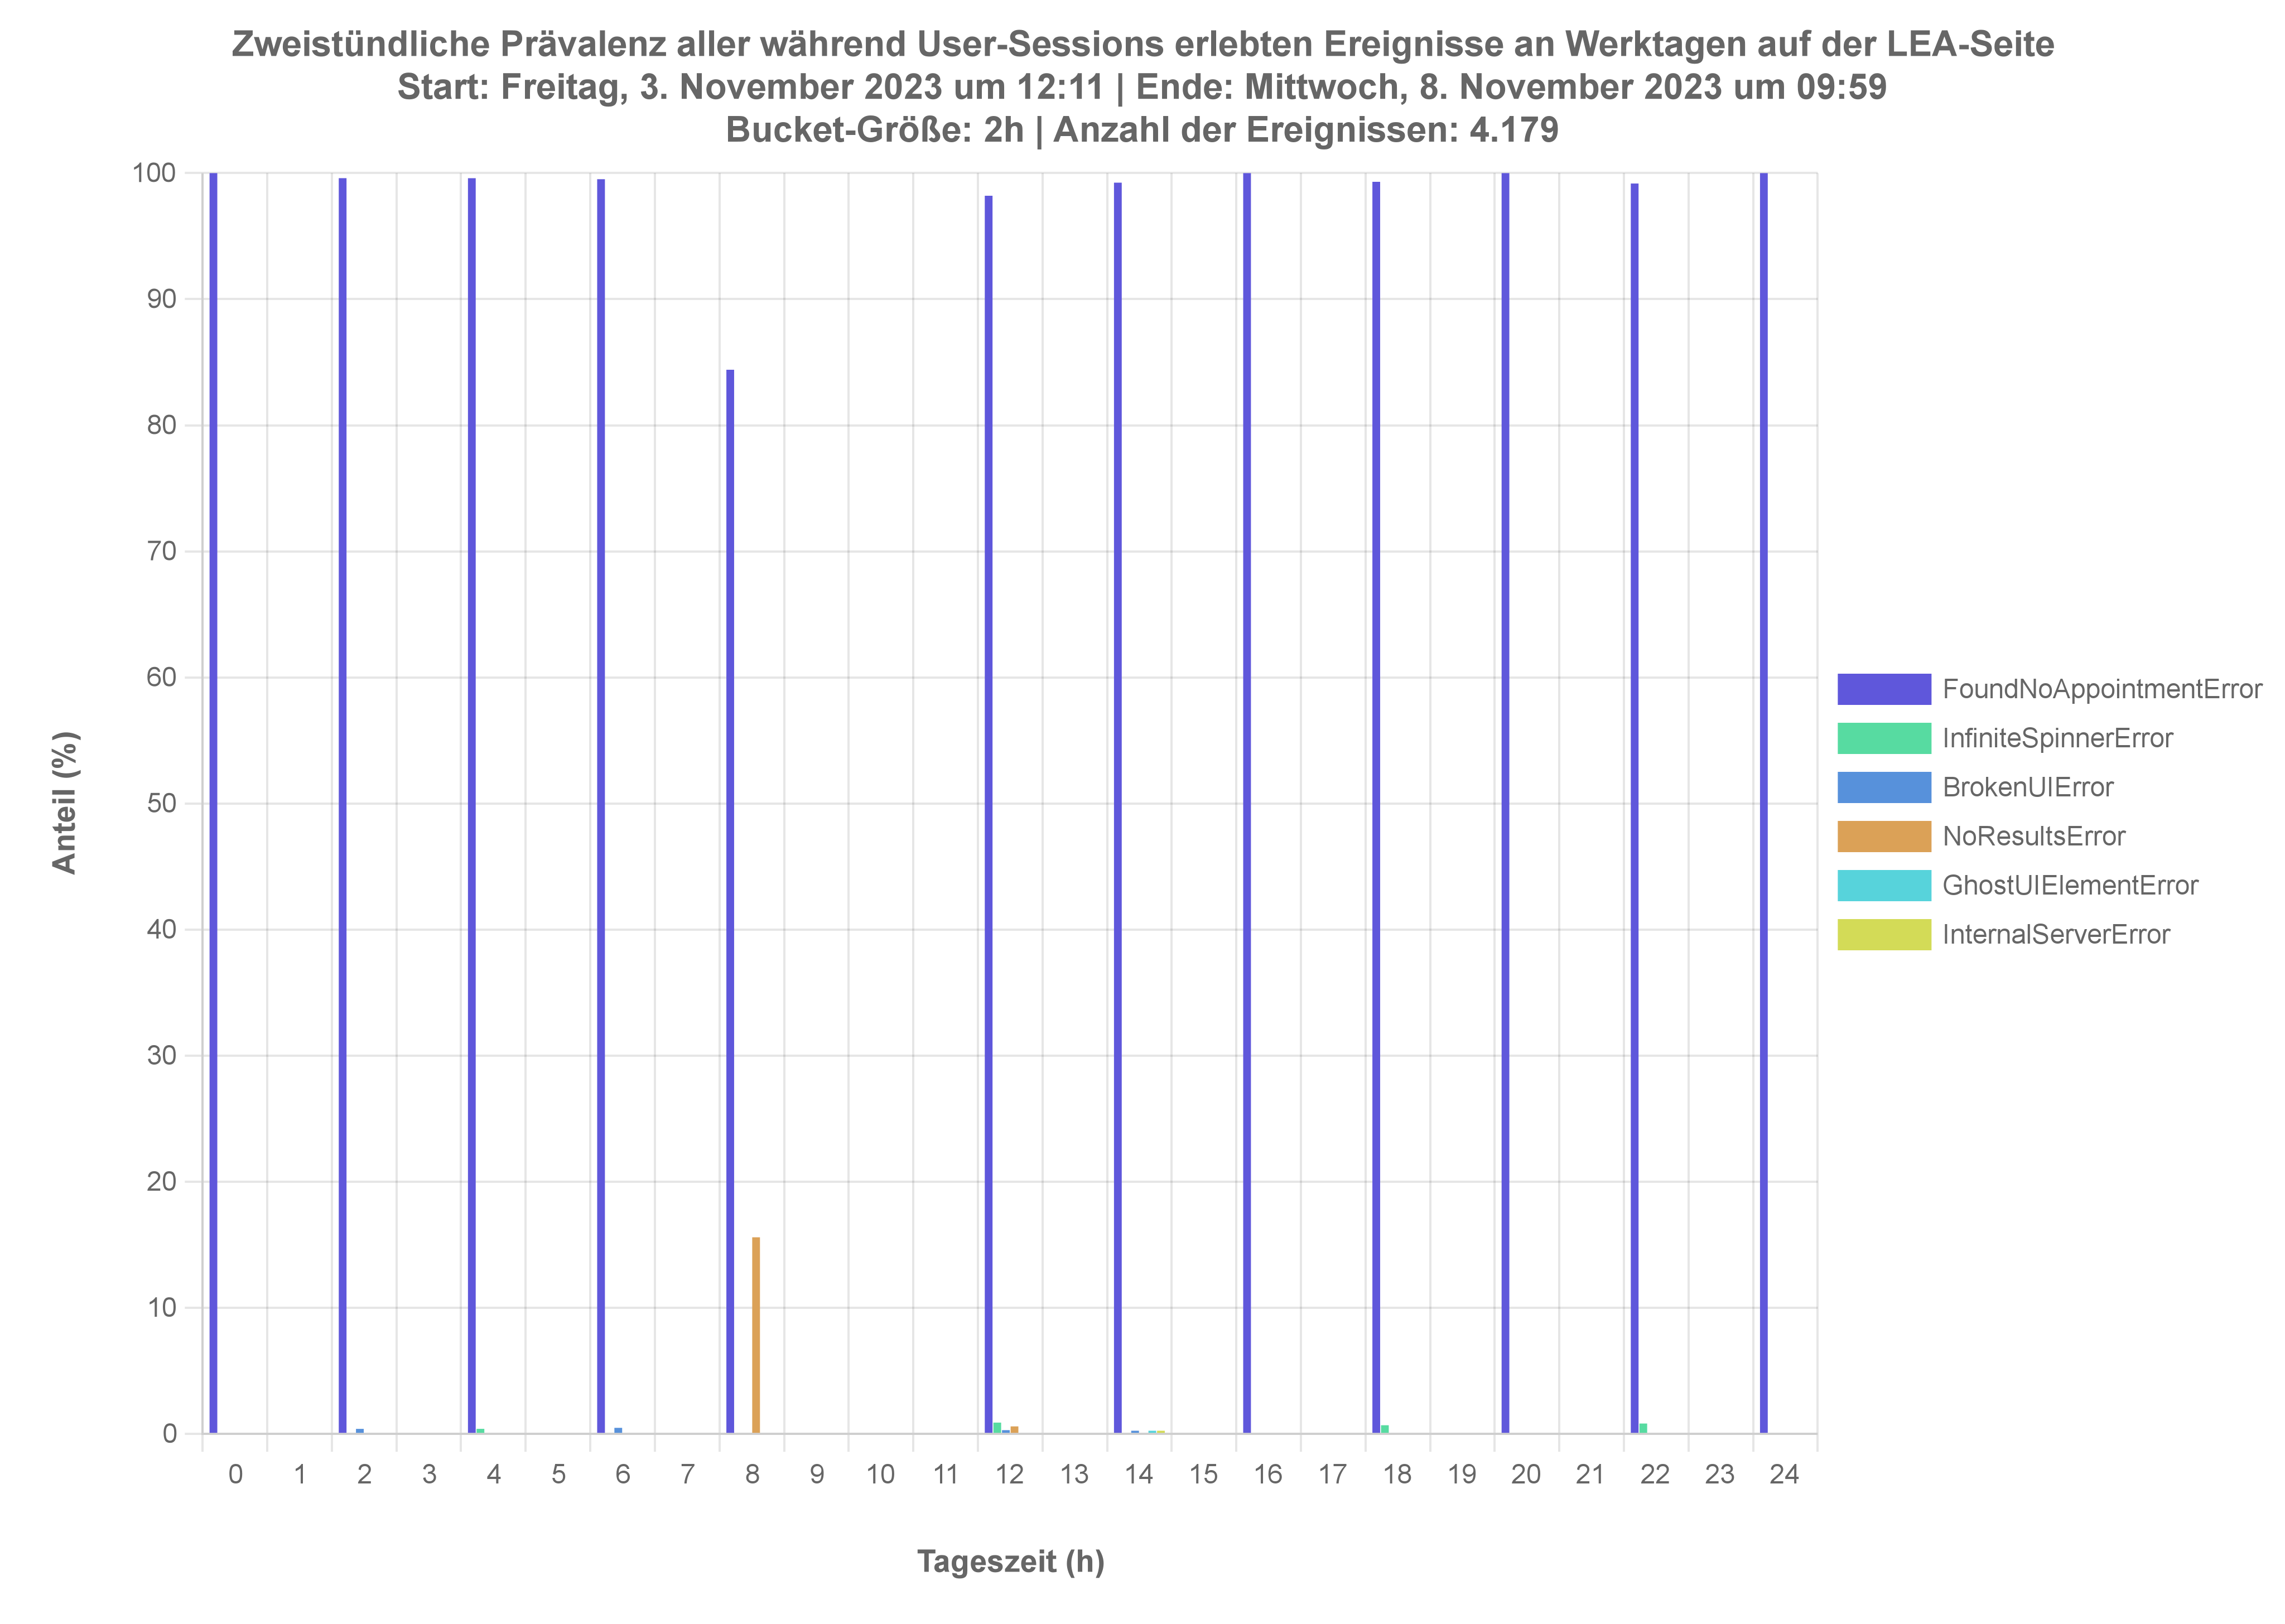 Zweistündliche Prävalenz aller während User-Sessions erlebten Ereignisse an Werktagen auf der LEA-Seite
Start: Freitag, 3. November 2023 um 12:11 | Ende: Mittwoch, 8. November 2023 um 09:59
Bucket-Größe: 2h | Anzahl der Ereignissen: 4.179
100
90
80
70
60
50
40
30
20
10
0
Anteil (%)
0 1 2 3 4 5 6 7 8 9 10 11 12 13 14 15 16 17 18 19 20 21 22 23 24
Tageszeit (h)
FoundNoAppointmentError
InfiniteSpinnerError
BrokenUIError
NoResultsError
GhostUIElementError
InternalServerError